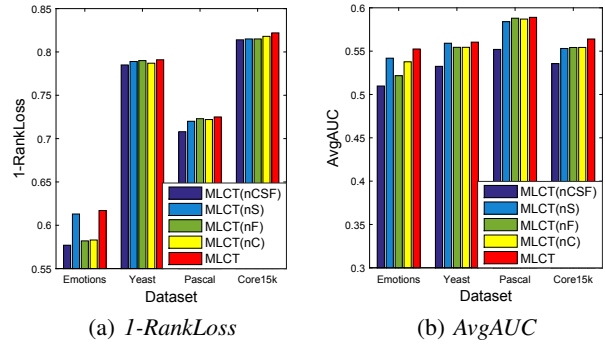 0.85
0.8
0.75
0.7
0.65
0.6
0.55
1-RankLoss
MLCT(nCSF)
MLCT(nS)
MLCT(nF)
MLCT(nC)
MLCT
Emotions Yeast Pascal Core15k
Dataset
(a) 1-RankLoss
0.6
0.55
0.5
0.45
0.4
0.35
0.3
AvgAUC
MLCT(nCSF)
MLCT(nS)
MLCT(nF)
MLCT(nC)
MLCT
Emotions Yeast Pascal Core15k
Dataset
(b) AvgAUC